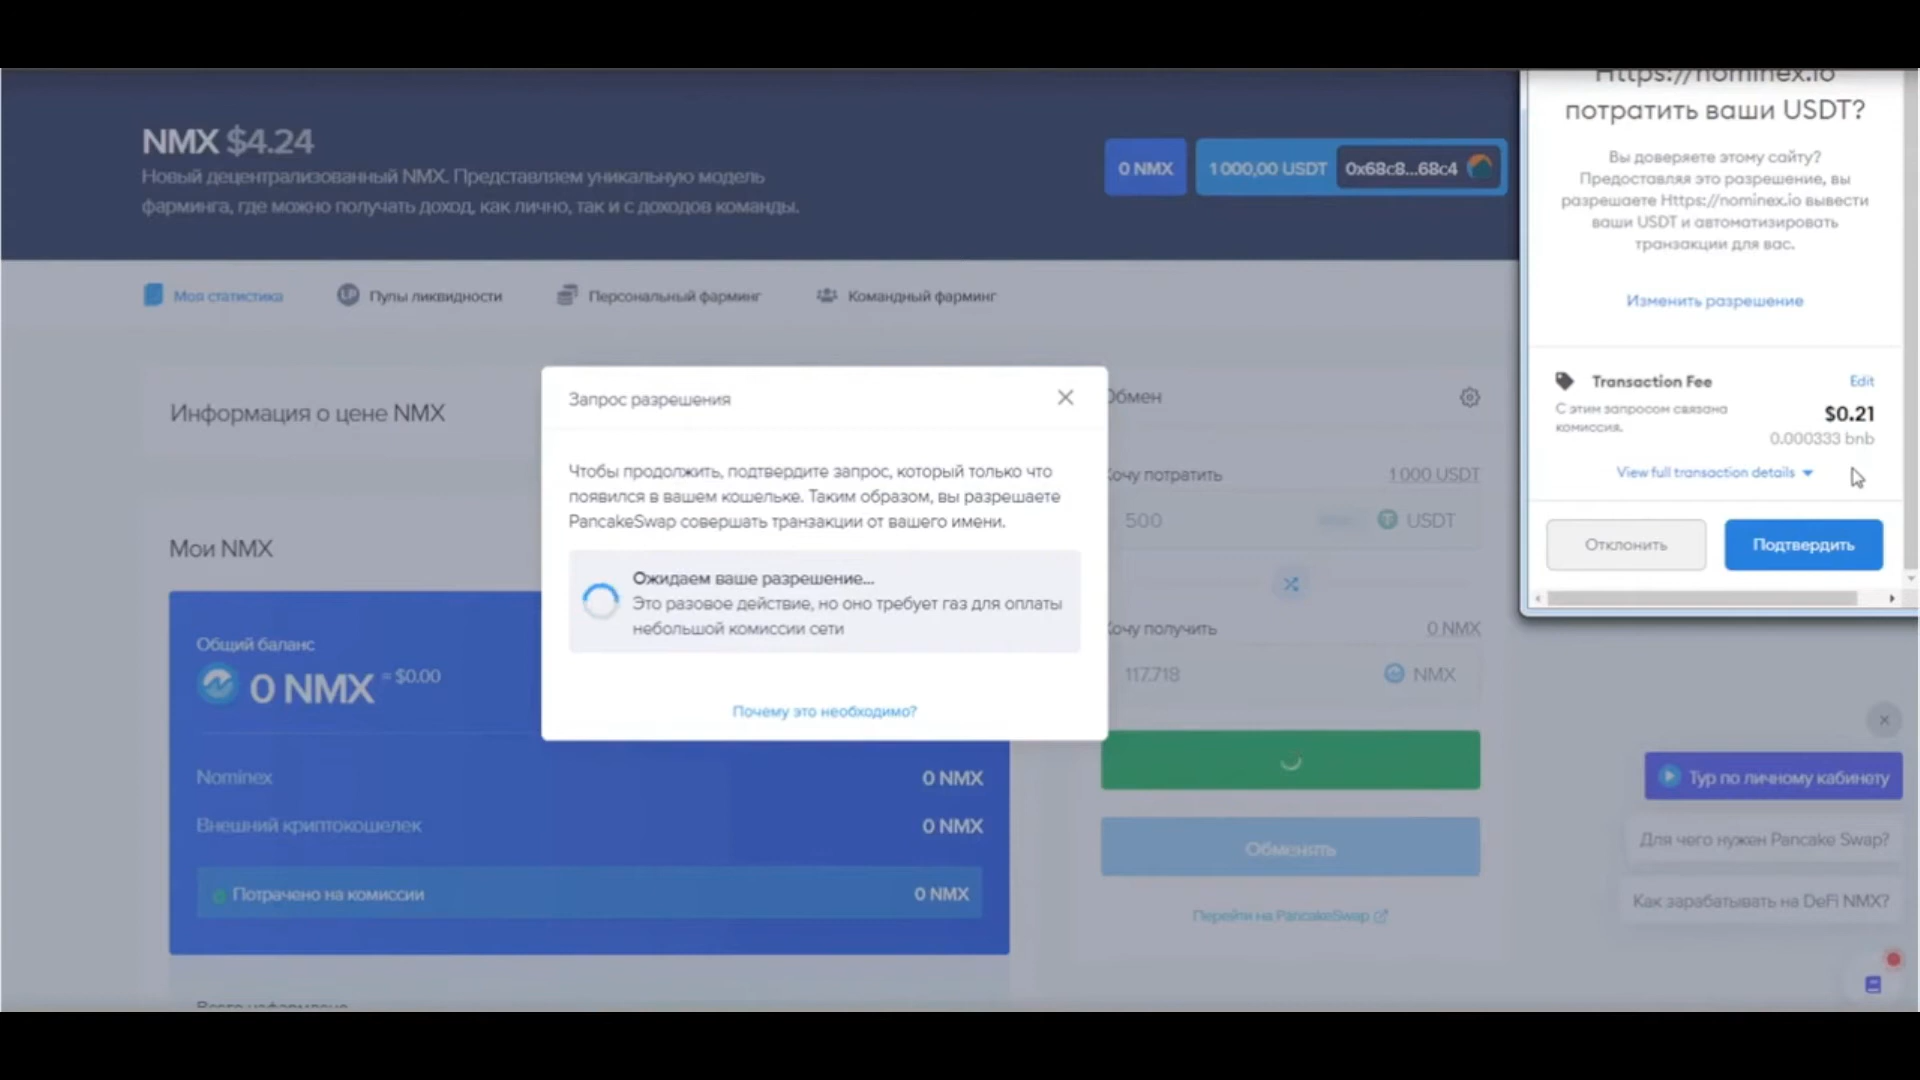 NMX $4.24
Новый децентрализованный NMX. Представляем уникальную модель
фарминга, где можно получать доход, как лично, так и с доходов команды.
0 NMX
1 000,00 USDT
0x68c8...68c4
Моя статистика
LP
Пулы ликвидности
Персональный фарминг
Командный фарминг
Информация о цене NMX
Мои NMX
Общий баланс
0 NMX = $0.00
Nominex
0 NMX
Внешний криптокошелек
0 NMX
Потрачено на комиссии
0 NMX
Запрос разрешения
Чтобы продолжить, подтвердите запрос, который только что
появился в вашем кошельке. Таким образом, вы разрешаете
PancakeSwap совершать транзакции от вашего имени.
Ожидаем ваше разрешение...
Это разовое действие, но оно требует газ для оплаты
небольшой комиссии сети
Почему это необходимо?
Обмен
Хочу потратить
1 000 USDT
500
USDT
Хочу получить
0 NMX
117.718
NMX
Обменять
Перейти на PancakeSwap
Https://nominex.io
потратить ваши USDT?
Вы доверяете этому сайту?
Предоставляя это разрешение, вы
разрешаете Https://nominex.io вывести
ваши USDT и автоматизировать
транзакции для вас.
Изменить разрешение
Transaction Fee
Edit
С этим запросом связана
комиссия.
$0.21
0.000333 bnb
View full transaction details
Отклонить
Подтвердить
Тур по личному кабинету
Для чего нужен Pancake Swap?
Как зарабатывать на DeFi NMX?